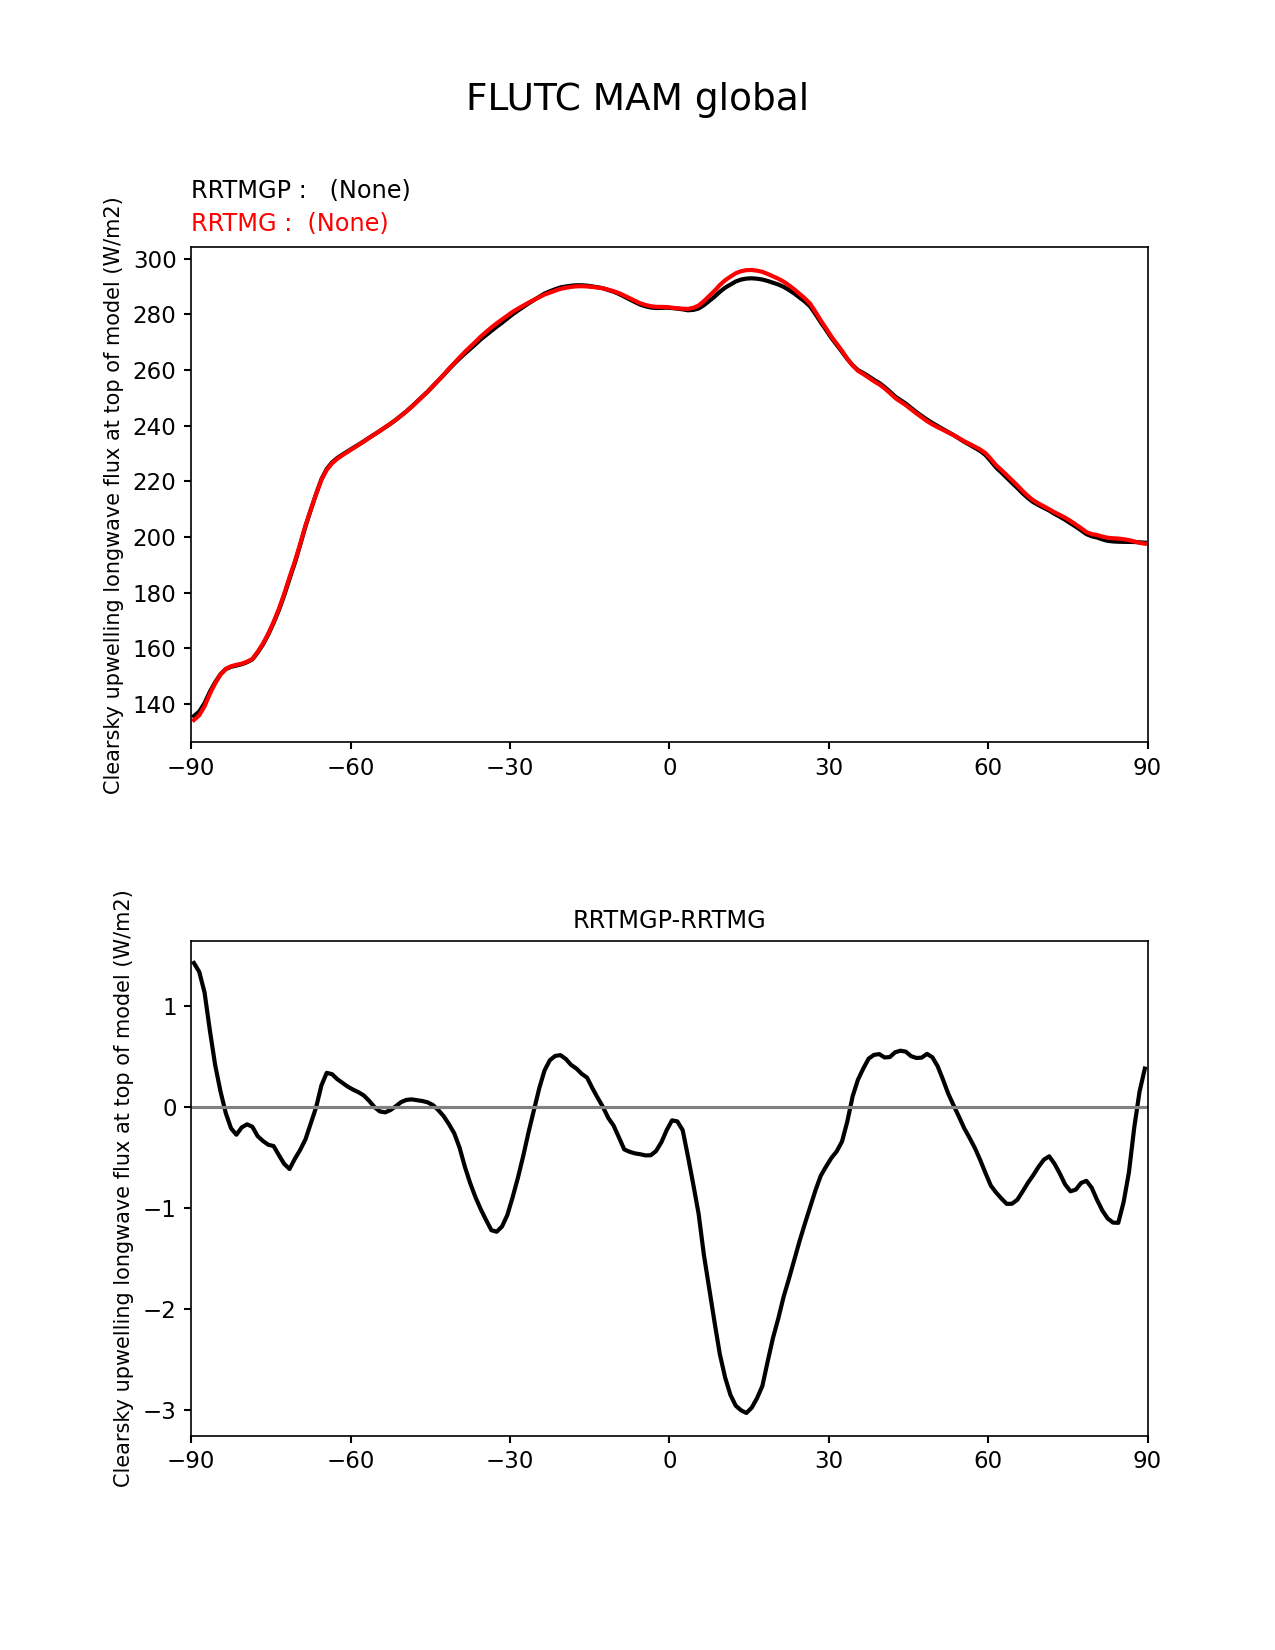 FLUTC MAM global
RRTMGP :   (None)
RRTMG :  (None)
Clearsky upwelling longwave flux at top of model (W/m2)
300
280
260
240
220
200
180
160
140
−90 −60 −30 0 30 60 90
RRTMGP-RRTMG
Clearsky upwelling longwave flux at top of model (W/m2)
1
0
−1
−2
−3
−90 −60 −30 0 30 60 90